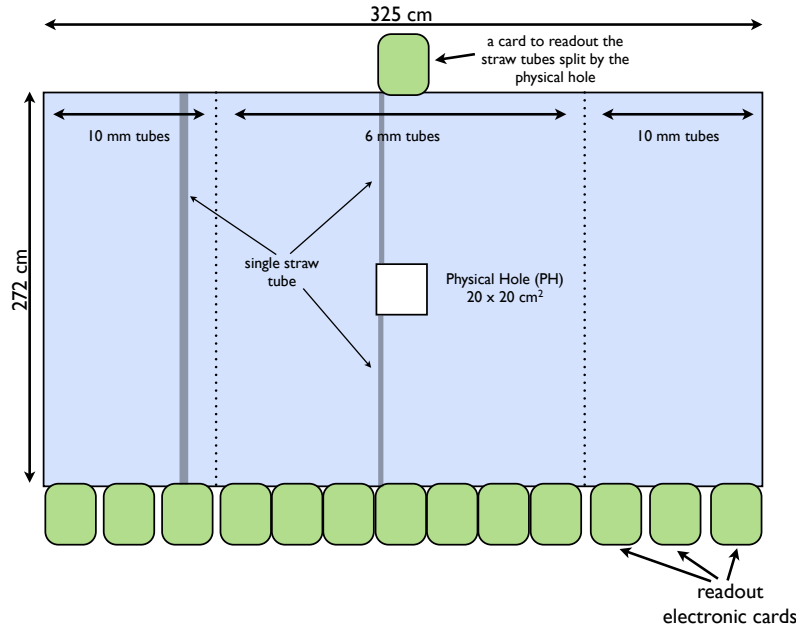 325 cm
a card to readout the
straw tubes split by the
physical hole
10 mm tubes
6 mm tubes
10 mm tubes
272 cm
single straw
tube
Physical Hole (PH)
20 x 20 cm²
readout
electronic cards